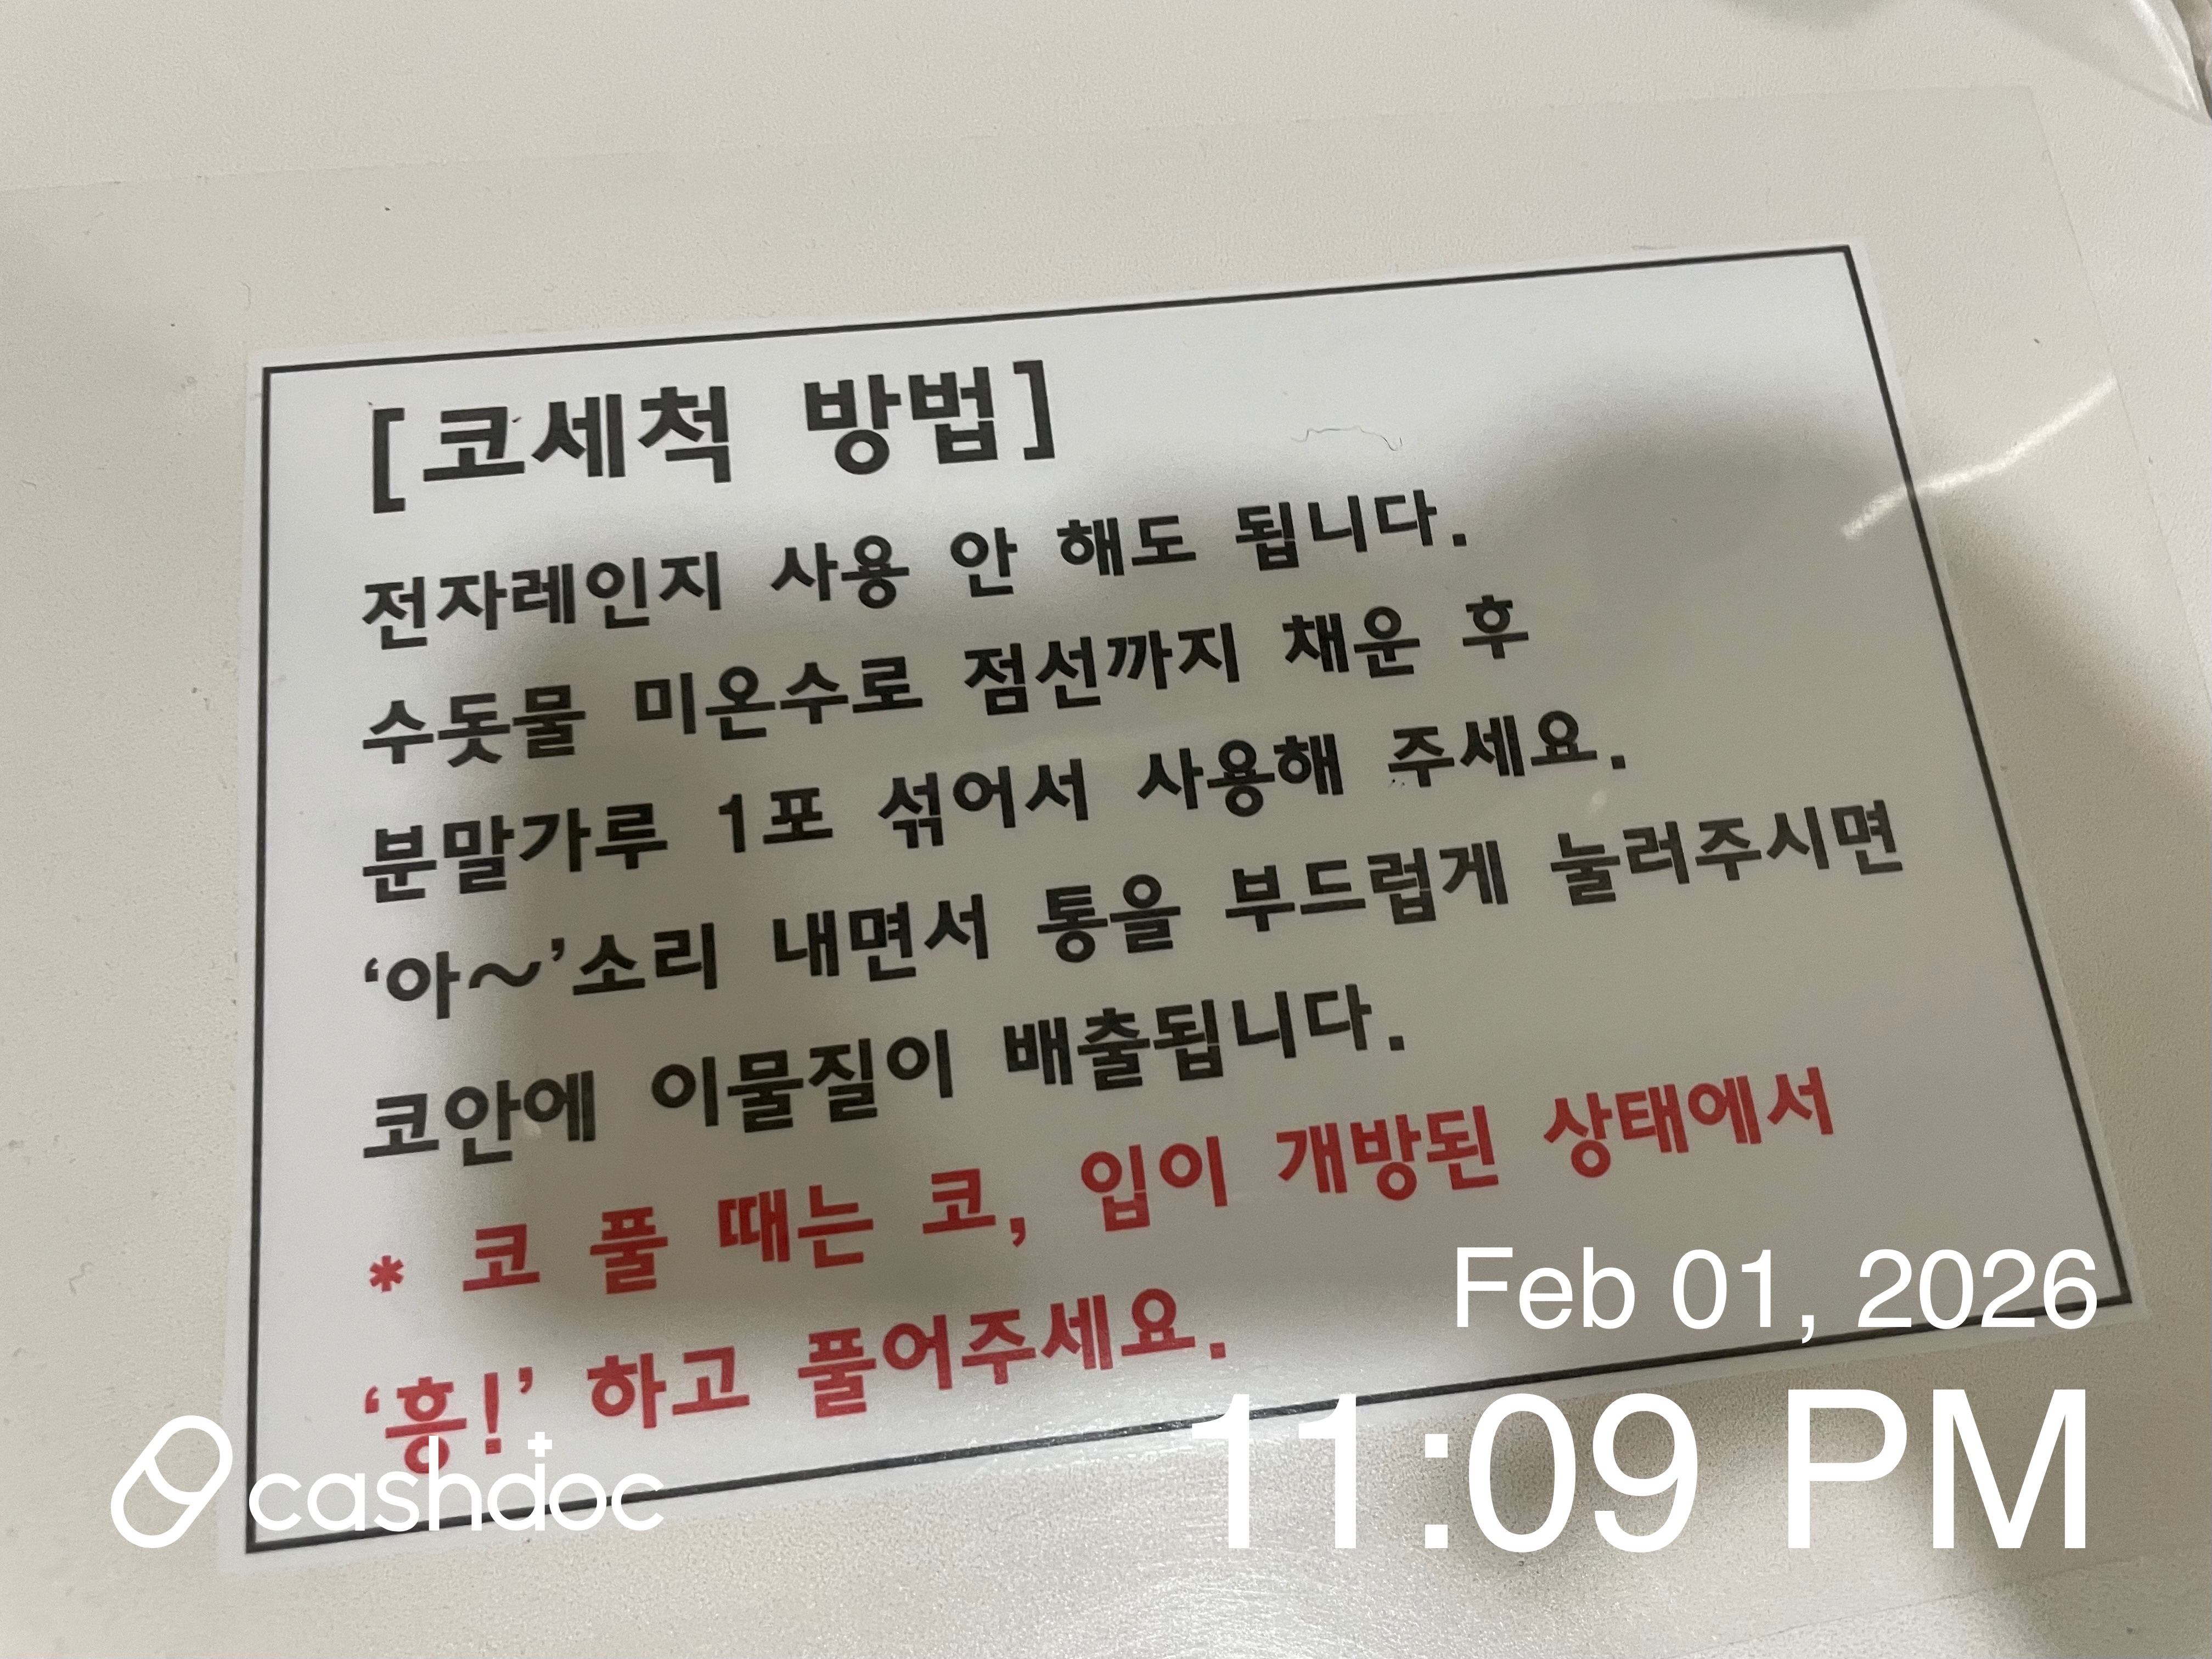 [코세척 방법]
전자레인지 사용 안 해도 됩니다.
수돗물 미온수로 점선까지 채운 후
분말가루 1포 섞어서 사용해 주세요.
‘아～’소리 내면서 통을 부드럽게 눌러주시면
코안에 이물질이 배출됩니다.
* 코 풀 때는 코, 입이 개방된 상태에서
‘흥!’ 하고 풀어주세요.
Feb 01, 2026
11:09 PM
cashdoc